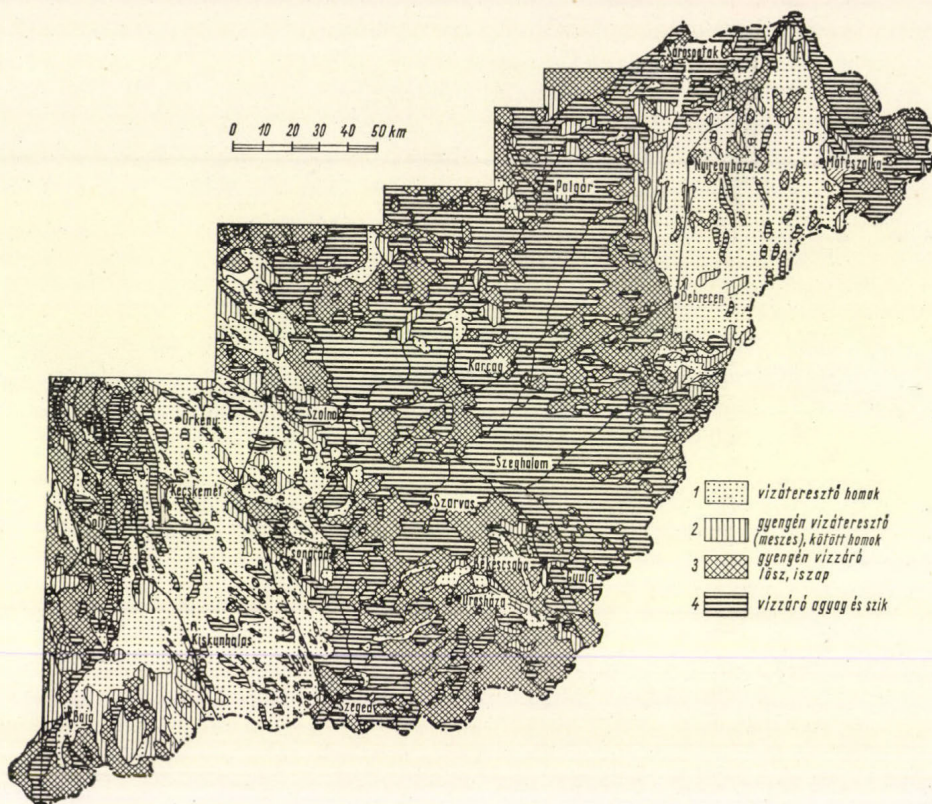 Sárospatak
0 10 20 30 40 50 km
Nyíregyháza
Mátészalka
Polgár
Debrecen
Karcag
Szolnok
Örkény
Szeghalom
Kecskemét
Szarvas
Solt
Csongrád
Békéscsaba
Gyula
Orosháza
Kiskunhalas
Szeged
Baja
1 vízáteresztő homok
2 gyengén vízáteresztő
(meszes), kötött homok
3 gyengén vízzáró
lösz, iszap
4 vízzáró agyag és szik